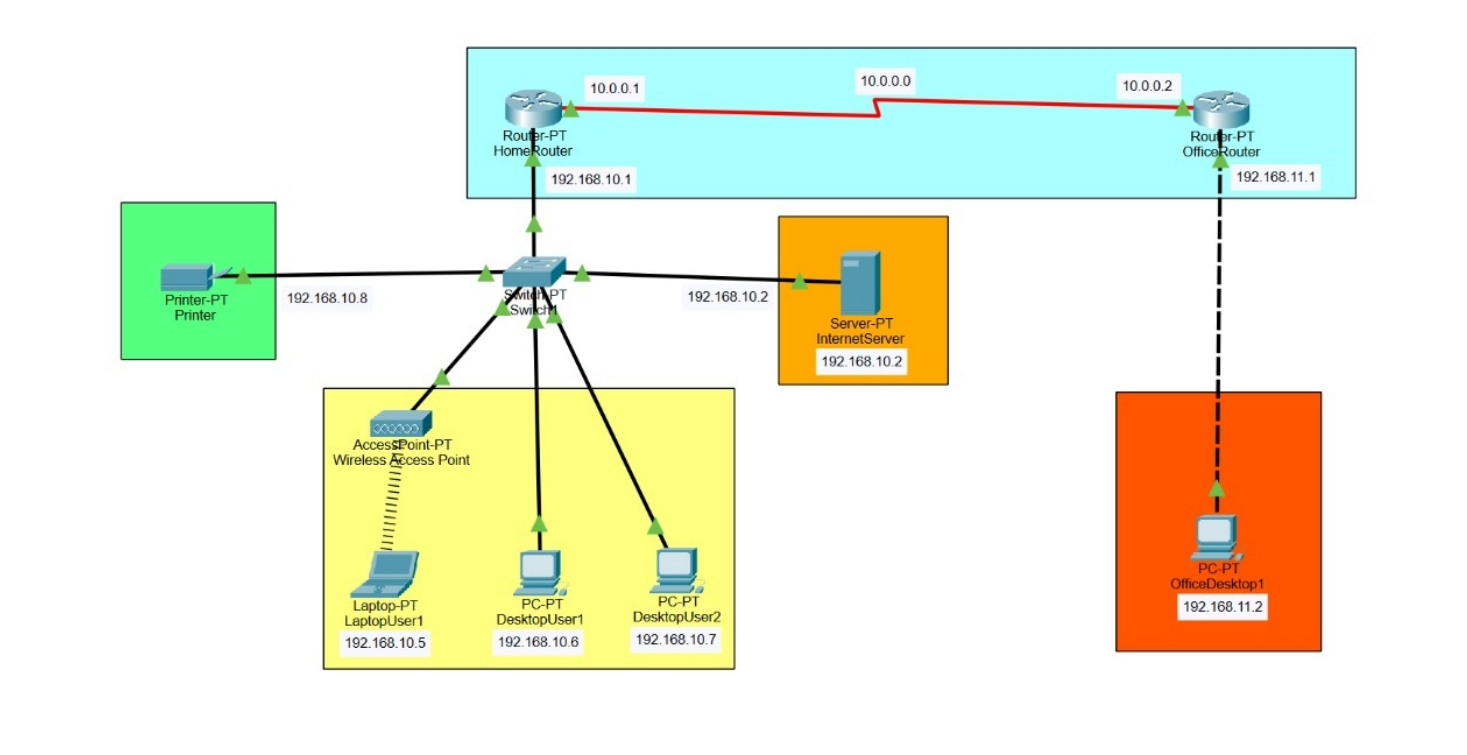 10.0.0.1
10.0.0.0
10.0.0.2
Router-PT
HomeRouter
Router-PT
OfficeRouter
192.168.10.1
192.168.11.1
Printer-PT
Printer
192.168.10.8
Switch-PT
Switch1
192.168.10.2
Server-PT
InternetServer
192.168.10.2
AccessPoint-PT
Wireless Access Point
Laptop-PT
LaptopUser1
192.168.10.5
PC-PT
DesktopUser1
192.168.10.6
PC-PT
DesktopUser2
192.168.10.7
PC-PT
OfficeDesktop1
192.168.11.2